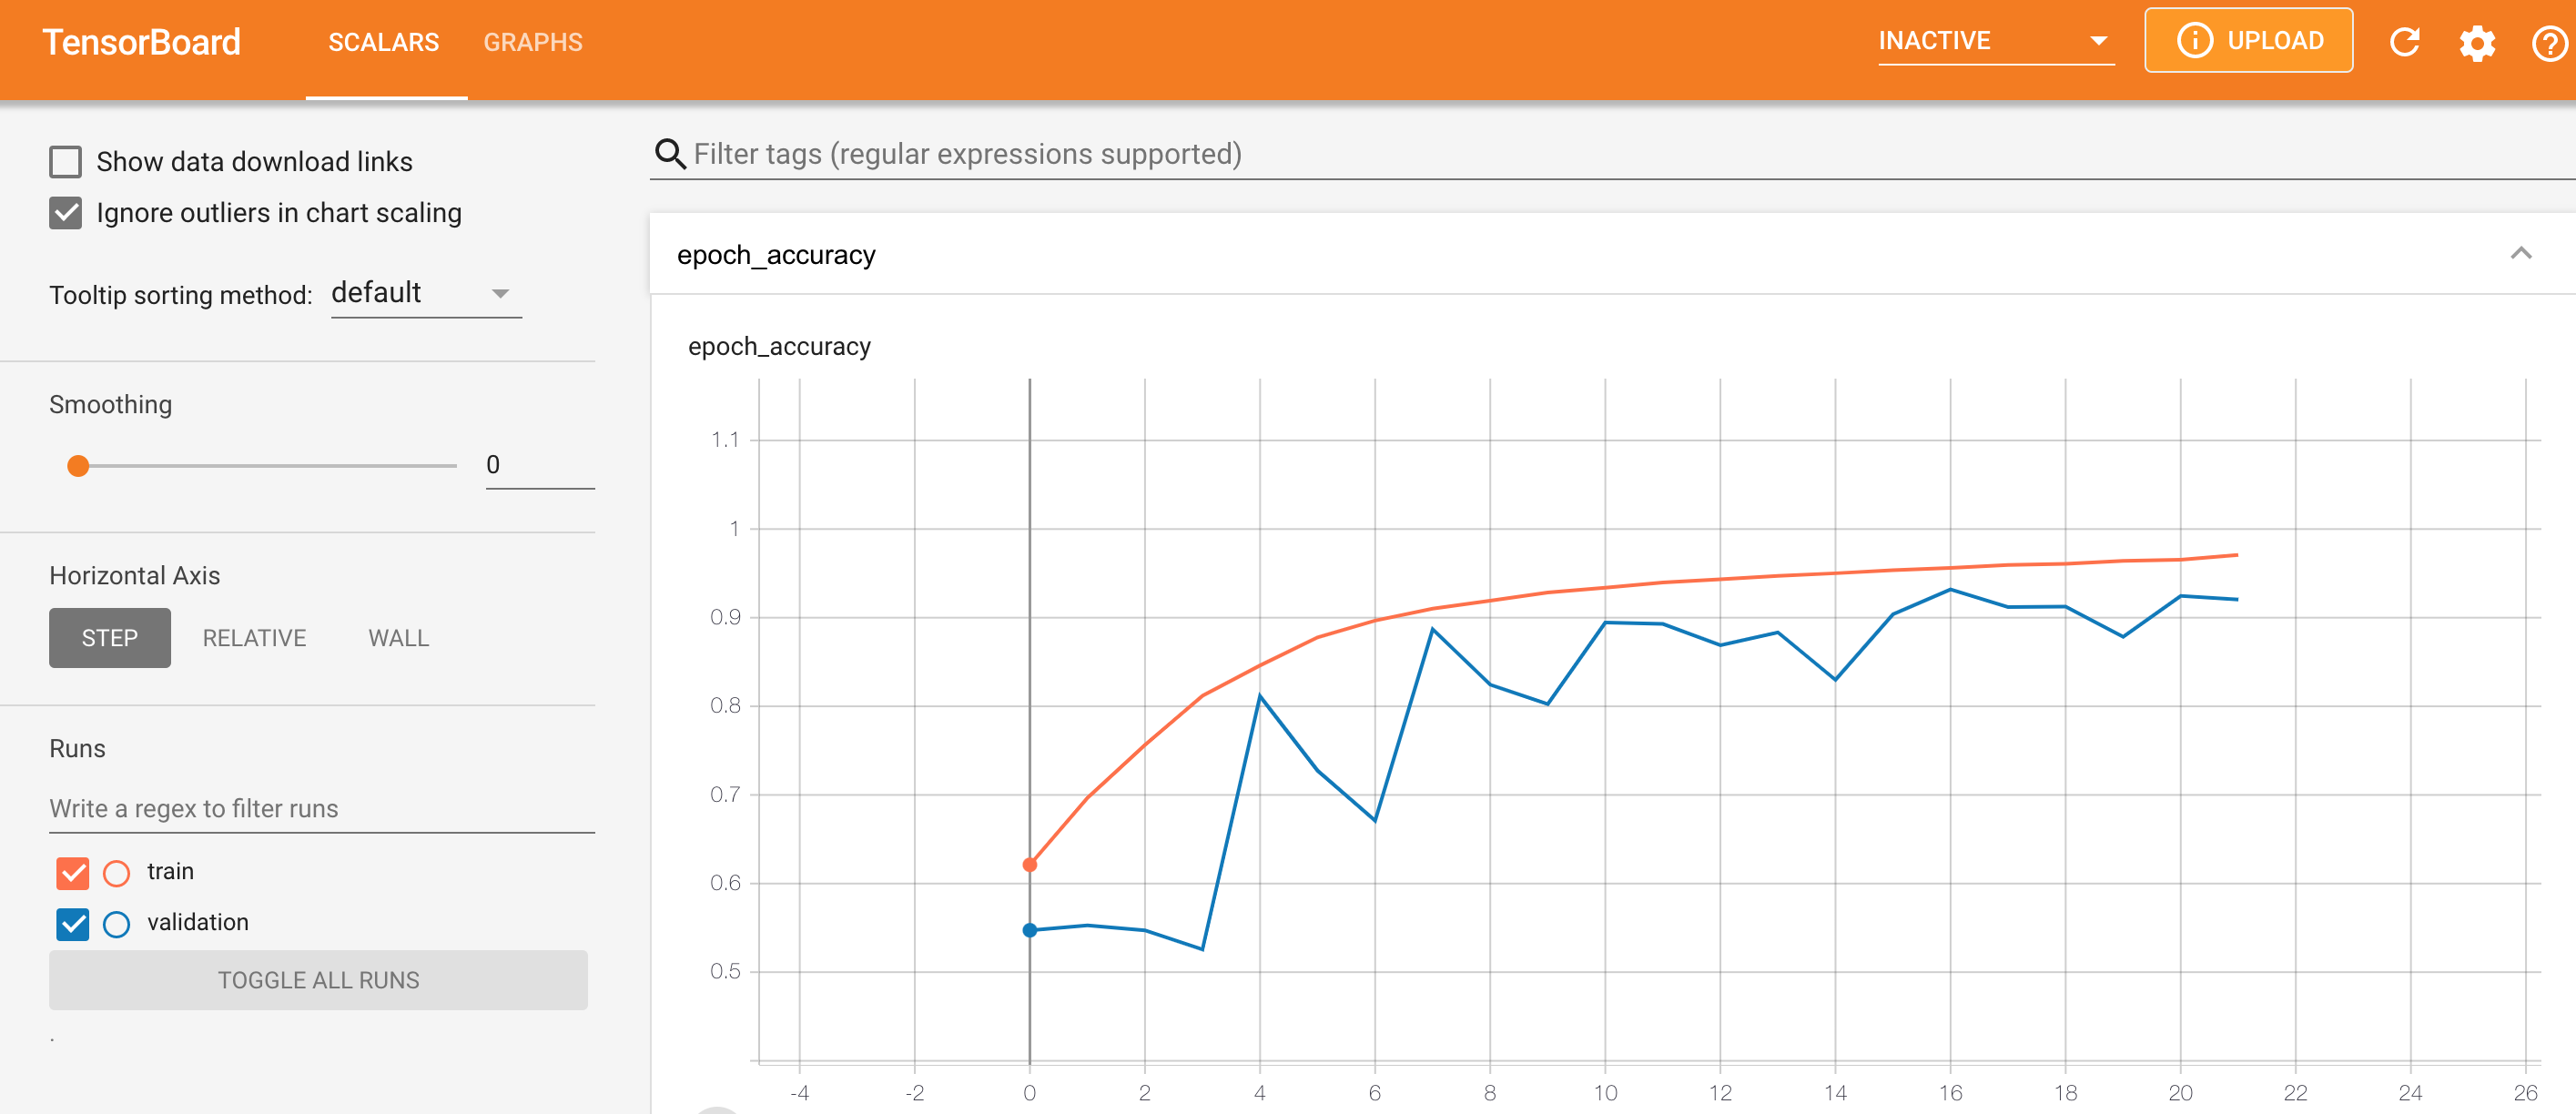 TensorBoard SCALARS GRAPHS INACTIVE UPLOAD
Show data download links
Ignore outliers in chart scaling
Tooltip sorting method: default
Smoothing
0
Horizontal Axis
STEP RELATIVE WALL
Runs
Write a regex to filter runs
train
validation
TOGGLE ALL RUNS
.
Filter tags (regular expressions supported)
epoch_accuracy
epoch_accuracy
1.1
1
0.9
0.8
0.7
0.6
0.5
-4 -2 0 2 4 6 8 10 12 14 16 18 20 22 24 26